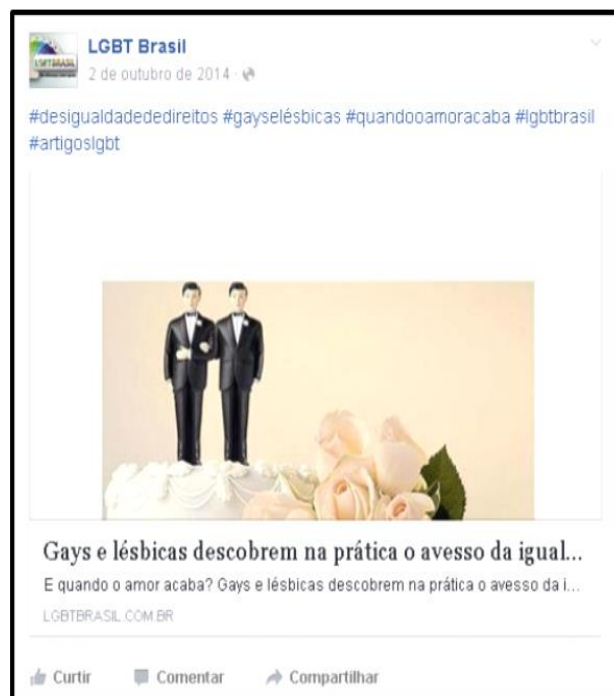 LGBT Brasil
2 de outubro de 2014 ·
#desigualdadededireitos #gayselésbicas #quandooamoracaba #lgbtbrasil
#artigoslgbt
LGBTBRASIL
Gays e lésbicas descobrem na prática o avesso da igual...
E quando o amor acaba? Gays e lésbicas descobrem na prática o avesso da i...
LGBTBRASIL.COM.BR
Curtir Comentar Compartilhar